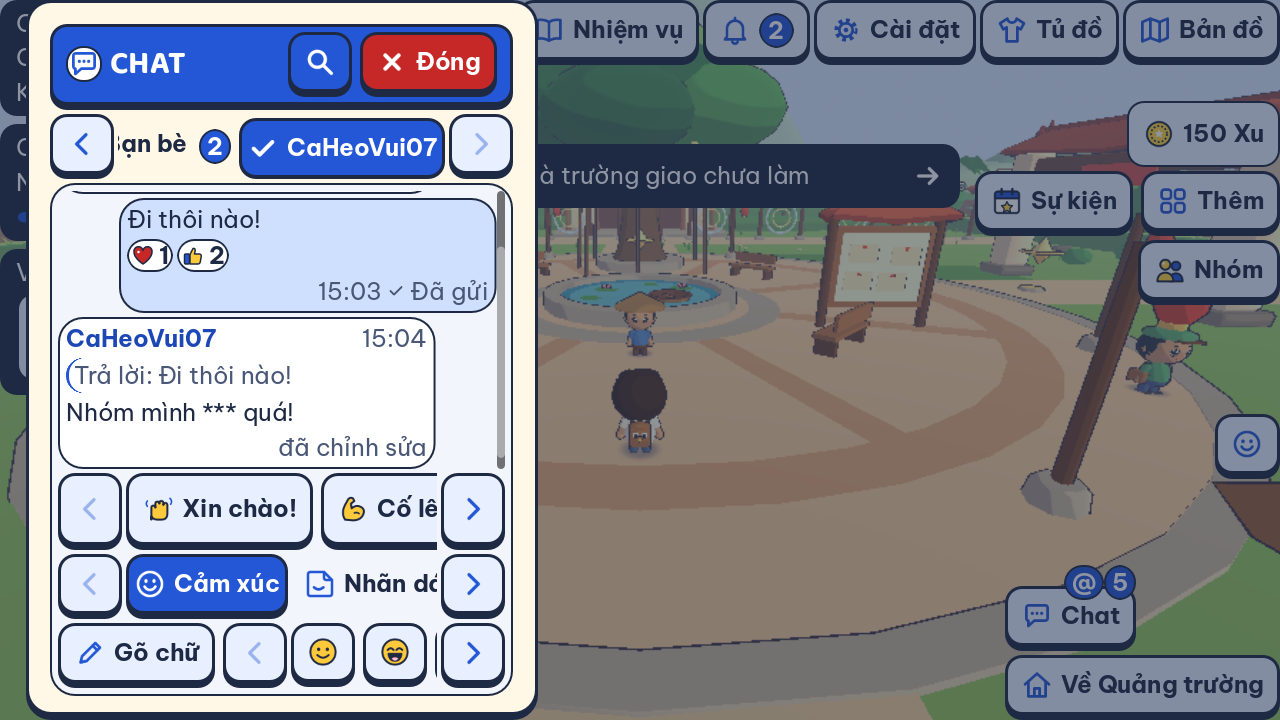 CHAT
Đóng
Bạn bè 2
CaHeoVui07
Đi thôi nào!
1 2
15:03 ✓ Đã gửi
CaHeoVui07 15:04
Trả lời: Đi thôi nào!
Nhóm mình *** quá!
đã chỉnh sửa
Xin chào!
Cố lê
Cảm xúc
Nhãn
Gõ chữ
Nhiệm vụ
2
Cài đặt
Tủ đồ
Bản đồ
150 Xu
à trường giao chưa làm
Sự kiện
Thêm
Nhóm
@ 5
Chat
Về Quảng trường